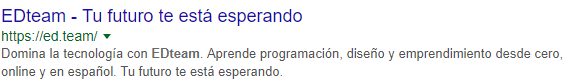 EDteam - Tu futuro te está esperando
https://ed.team/
Domina la tecnología con EDteam. Aprende programación, diseño y emprendimiento desde cero,
online y en español. Tu futuro te está esperando.